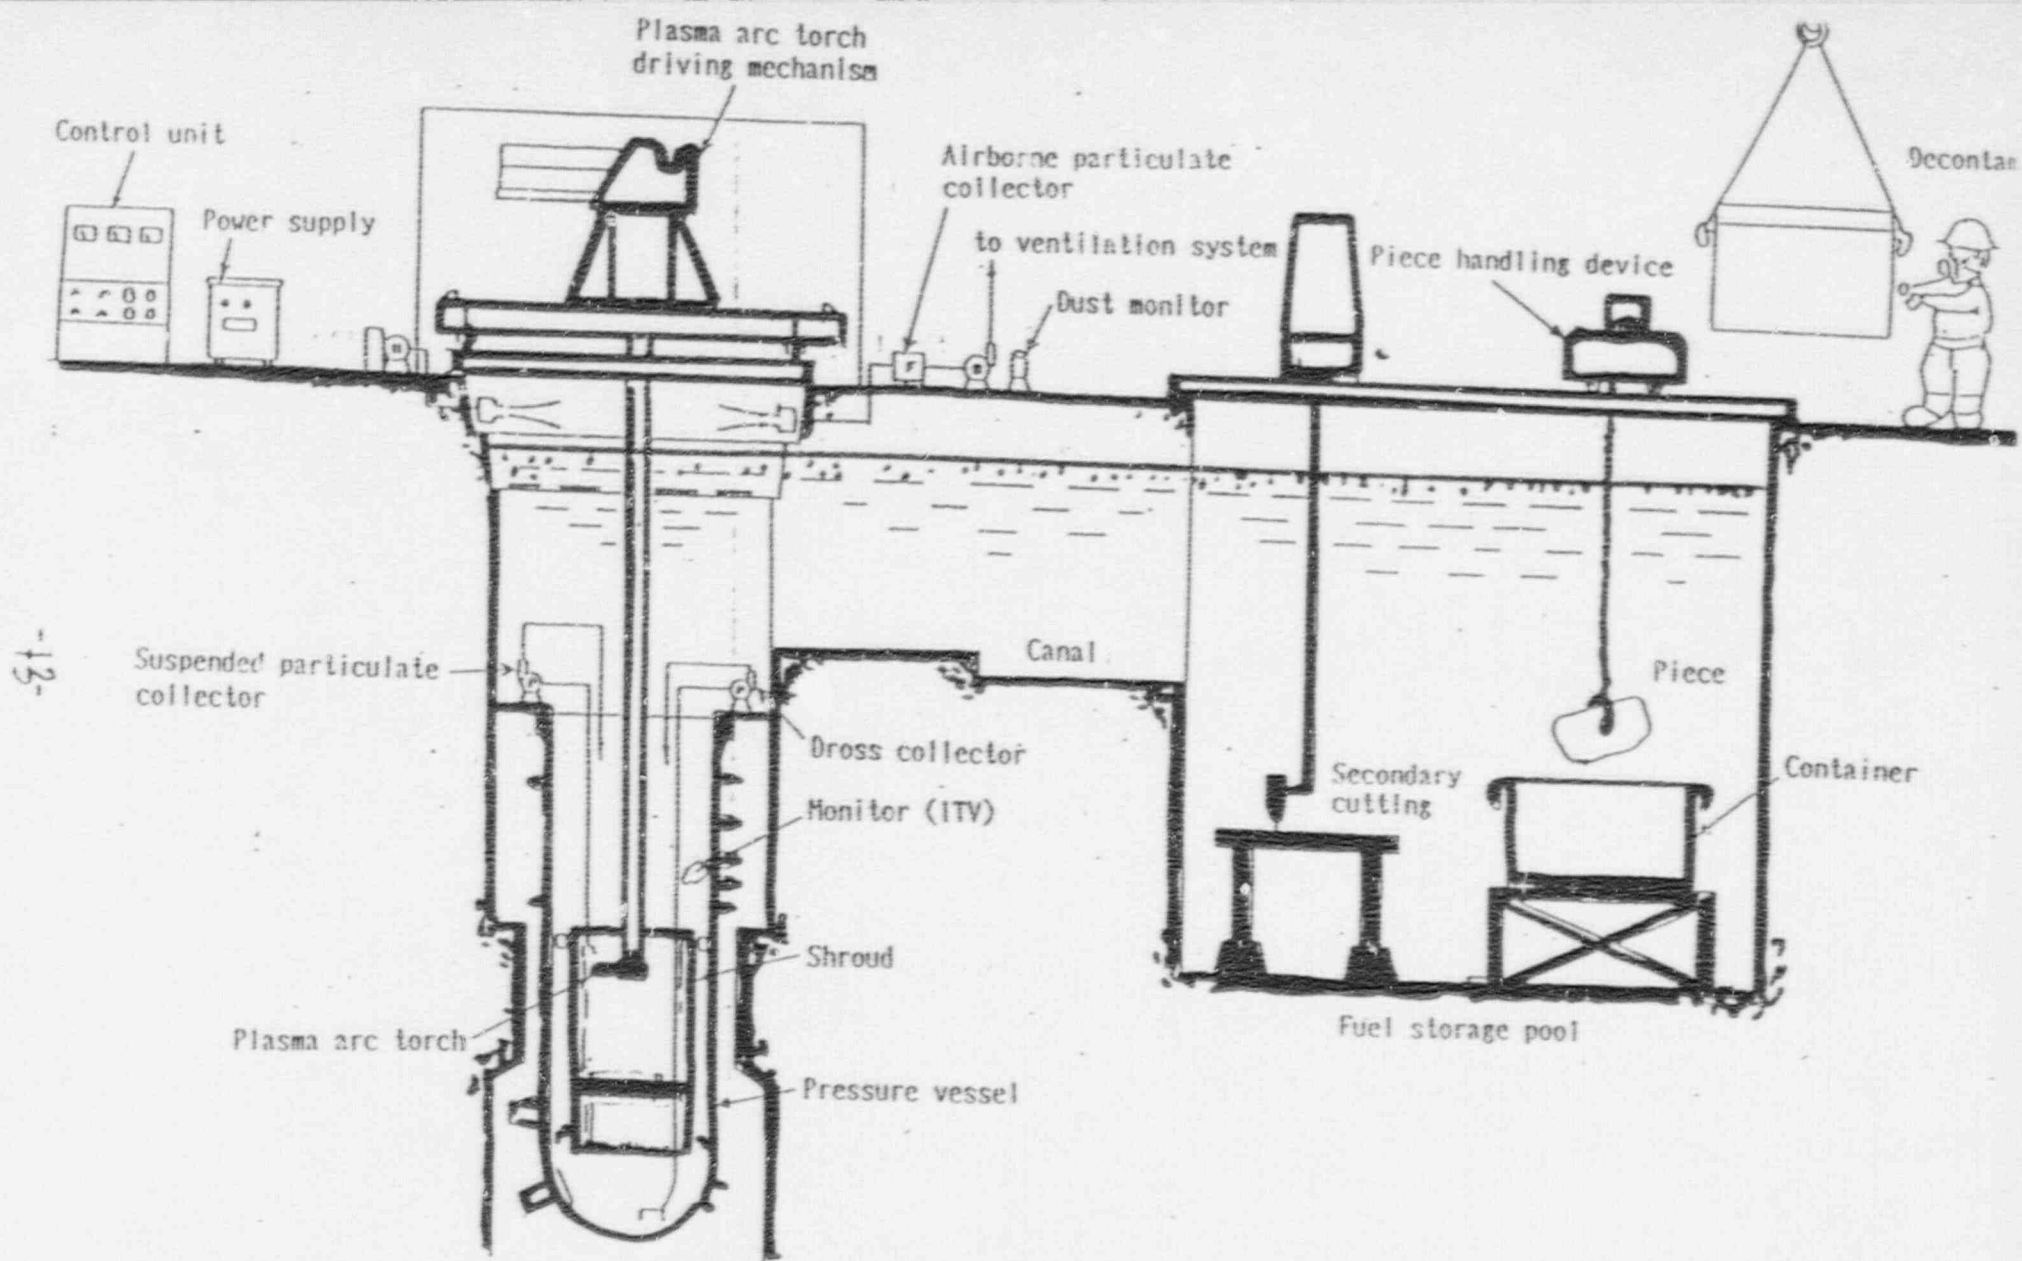 Plasma arc torch
driving mechanism
Control unit
Power supply
Airborne particulate
collector
to ventilation system
Dust monitor
Piece handling device
Decontam
F
Suspended particulate
collector
Canal
Piece
Dross collector
Monitor (ITV)
Secondary
cutting
Container
Shroud
Plasma arc torch
Fuel storage pool
Pressure vessel
-13-